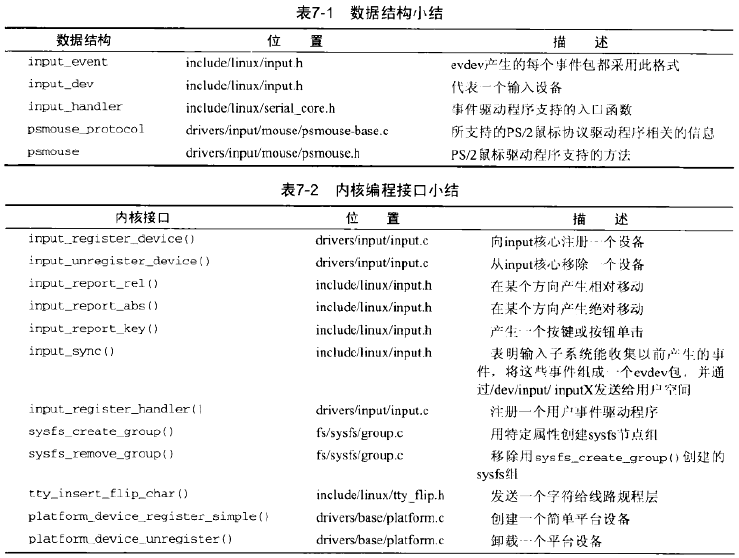 表7-1 数据结构小结
数据结构 位 置 描 述
input_event include/linux/input.h evdev产生的每个事件包都采用此格式
input_dev include/linux/input.h 代表一个输入设备
input_handler include/linux/serial_core.h 事件驱动程序支持的入口函数
psmouse_protocol drivers/input/mouse/psmouse-base.c 所支持的PS/2鼠标协议驱动程序相关的信息
psmouse drivers/input/mouse/psmouse.h PS/2鼠标驱动程序支持的方法
表7-2 内核编程接口小结
内核接口 位 置 描 述
input_register_device() drivers/input/input.c 向input核心注册一个设备
input_unregister_device() drivers/input/input.c 从input核心移除一个设备
input_report_rel() include/linux/input.h 在某个方向产生相对移动
input_report_abs() include/linux/input.h 在某个方向产生绝对移动
input_report_key() include/linux/input.h 产生一个按键或按钮单击
input_sync() include/linux/input.h 表明输入子系统能收集以前产生的事
件，将这些事件组成一个evdev包，并通
过/dev/input/ inputX发送给用户空间
input_register_handler() drivers/input/input.c 注册一个用户事件驱动程序
sysfs_create_group() fs/sysfs/group.c 用特定属性创建sysfs节点组
sysfs_remove_group() fs/sysfs/group.c 移除用sysfs_create_group()创建的
sysfs组
tty_insert_flip_char() include/linux/tty_flip.h 发送一个字符给线路规程层
platform_device_register_simple() drivers/base/platform.c 创建一个简单平台设备
platform_device_unregister() drivers/base/platform.c 卸载一个平台设备